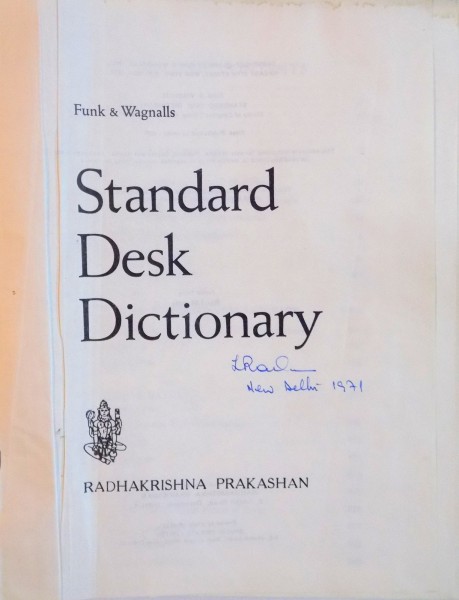 Funk & Wagnalls
Standard
Desk
Dictionary
New Delhi 1971
RADHAKRISHNA PRAKASHAN